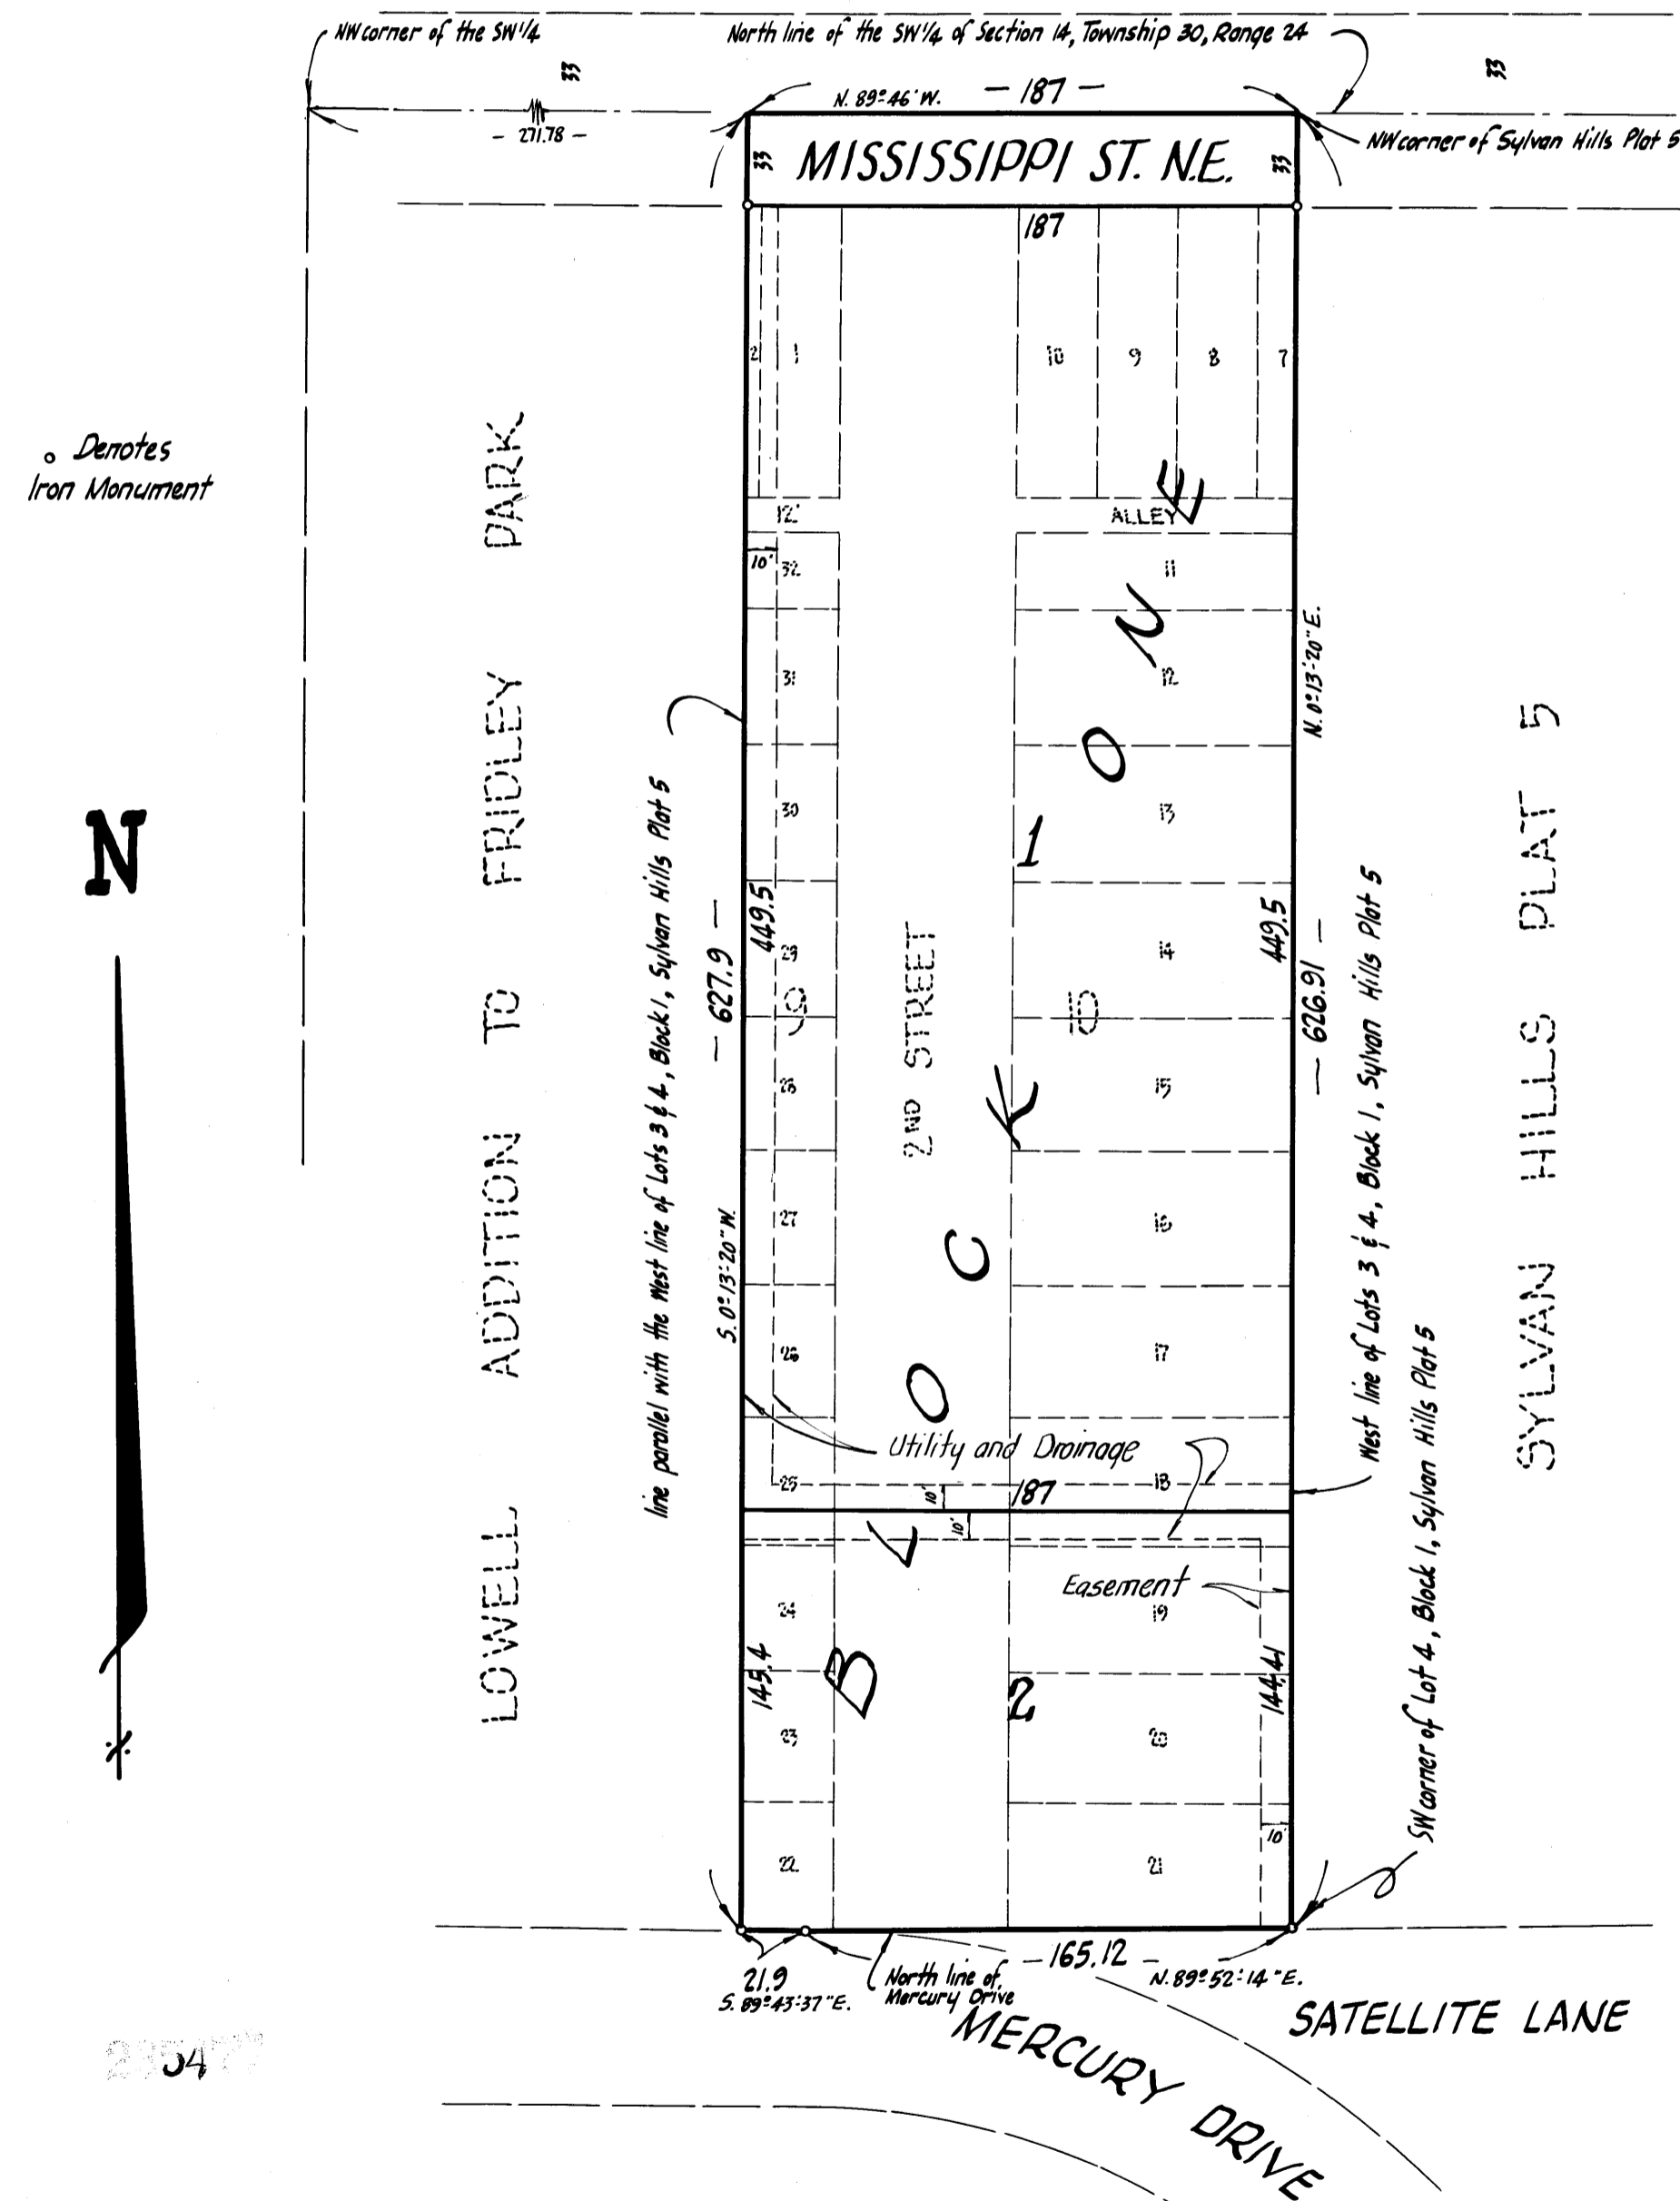 NW corner of the SW 1/4
North line of the SW 1/4 of Section 14, Township 30, Range 24
33
33
N. 89° 46' W.
— 187 —
- 271.78 -
NW corner of Sylvan Hills Plat 5
33
MISSISSIPPI ST. N.E.
33
187
2
1
10
9
8
7
o Denotes
Iron Monument
12'
ALLEY
10'
32
11
31
12
30
13
29
14
28
15
27
16
26
17
25
18
24
19
23
20
22
21
9
LOWELL ADDITION TO FRIDLEY PARK
N
line parallel with the West line of Lots 3 & 4, Block 1, Sylvan Hills Plat 5
— 627.9 —
S. 0°-13'-20" W.
449.5
2ND STREET
BLOCK ONE
1
449.5
N. 0°-13'-20" E.
— 626.91 —
West line of Lots 3 & 4, Block 1, Sylvan Hills Plat 5
SYLVAN HILLS PLAT 5
Utility and Drainage
10'
187
10'
Easement
145.4
2
144.41
10'
SW corner of Lot 4, Block 1, Sylvan Hills Plat 5
21.9
S. 89°-43'-37" E.
North line of
Mercury Drive
— 165.12 —
N. 89°-52'-14" E.
MERCURY DRIVE
SATELLITE LANE